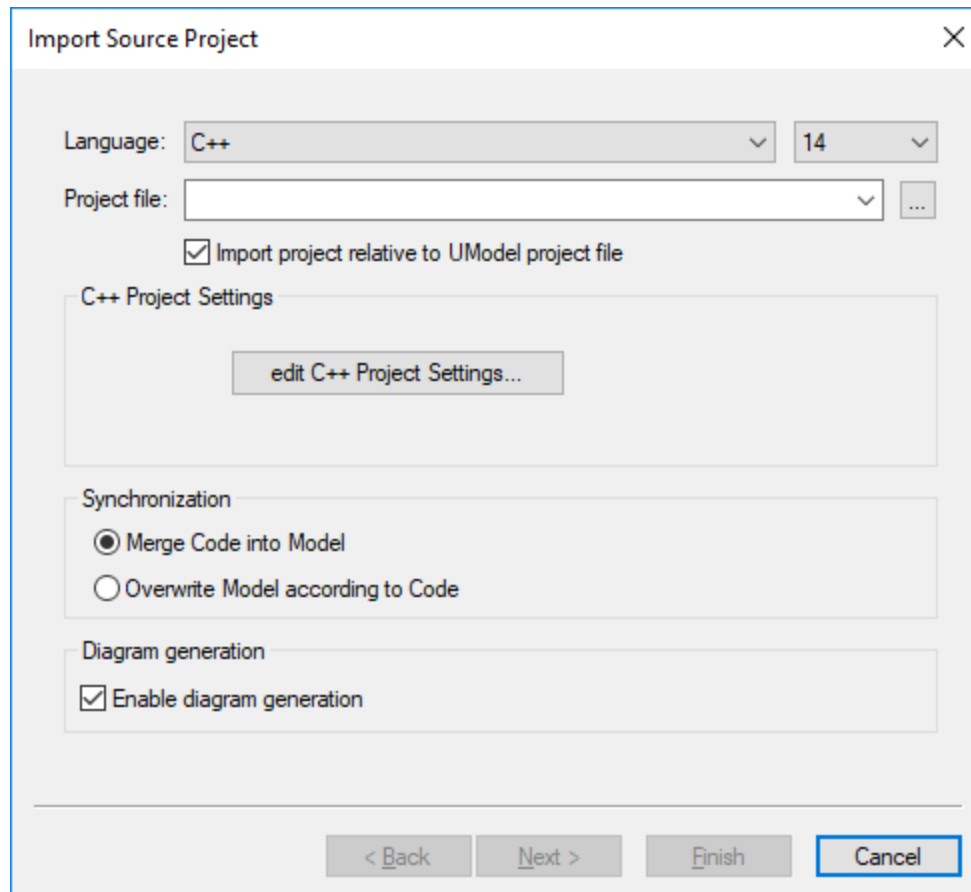 Import Source Project
Language: C++ 14
Project file: ...
Import project relative to UModel project file
C++ Project Settings
edit C++ Project Settings...
Synchronization
Merge Code into Model
Overwrite Model according to Code
Diagram generation
Enable diagram generation
< Back Next > Finish Cancel